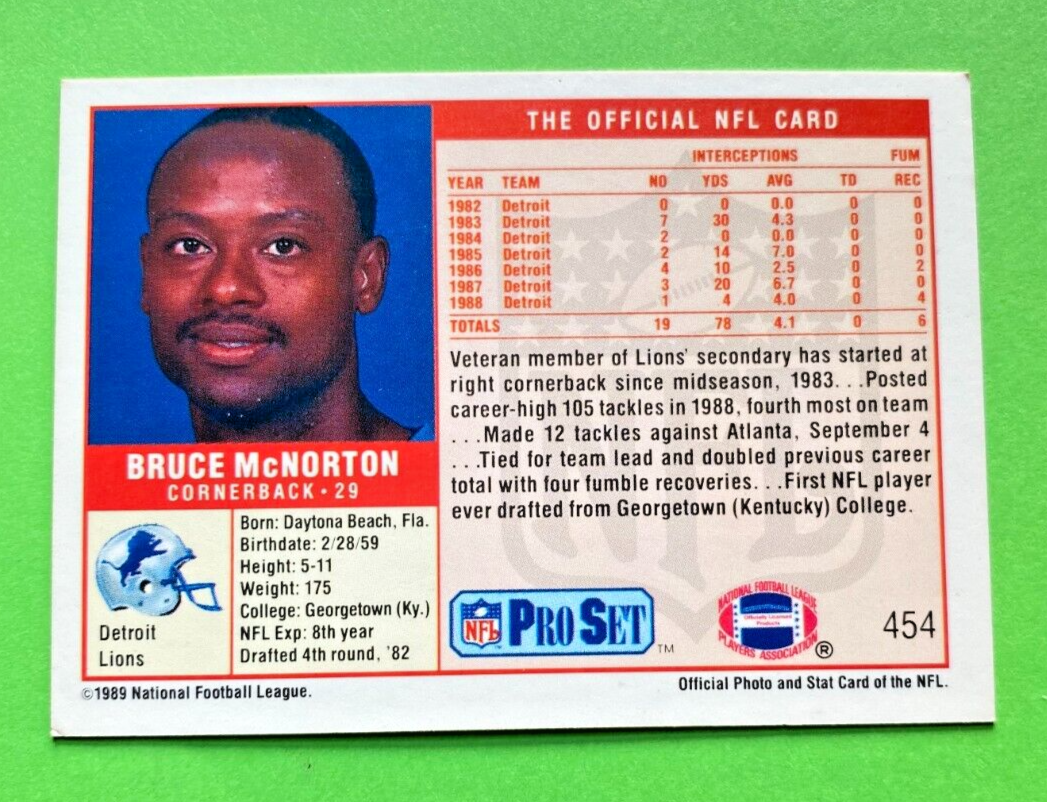 THE OFFICIAL NFL CARD
INTERCEPTIONS FUM
YEAR TEAM NO YDS AVG TD REC
1982 Detroit 0 0 0.0 0 0
1983 Detroit 7 30 4.3 0 0
1984 Detroit 2 0 0.0 0 0
1985 Detroit 2 14 7.0 0 0
1986 Detroit 4 10 2.5 0 2
1987 Detroit 3 20 6.7 0 0
1988 Detroit 1 4 4.0 0 4
TOTALS 19 78 4.1 0 6
Veteran member of Lions' secondary has started at
right cornerback since midseason, 1983. . .Posted
career-high 105 tackles in 1988, fourth most on team
. . .Made 12 tackles against Atlanta, September 4
. . .Tied for team lead and doubled previous career
total with four fumble recoveries. . .First NFL player
ever drafted from Georgetown (Kentucky) College.
BRUCE McNORTON
CORNERBACK • 29
Detroit
Lions
Born: Daytona Beach, Fla.
Birthdate: 2/28/59
Height: 5-11
Weight: 175
College: Georgetown (Ky.)
NFL Exp: 8th year
Drafted 4th round, '82
NFL PRO SET TM
NATIONAL FOOTBALL LEAGUE
Officially Licensed
Products
PLAYERS ASSOCIATION ®
454
©1989 National Football League.
Official Photo and Stat Card of the NFL.